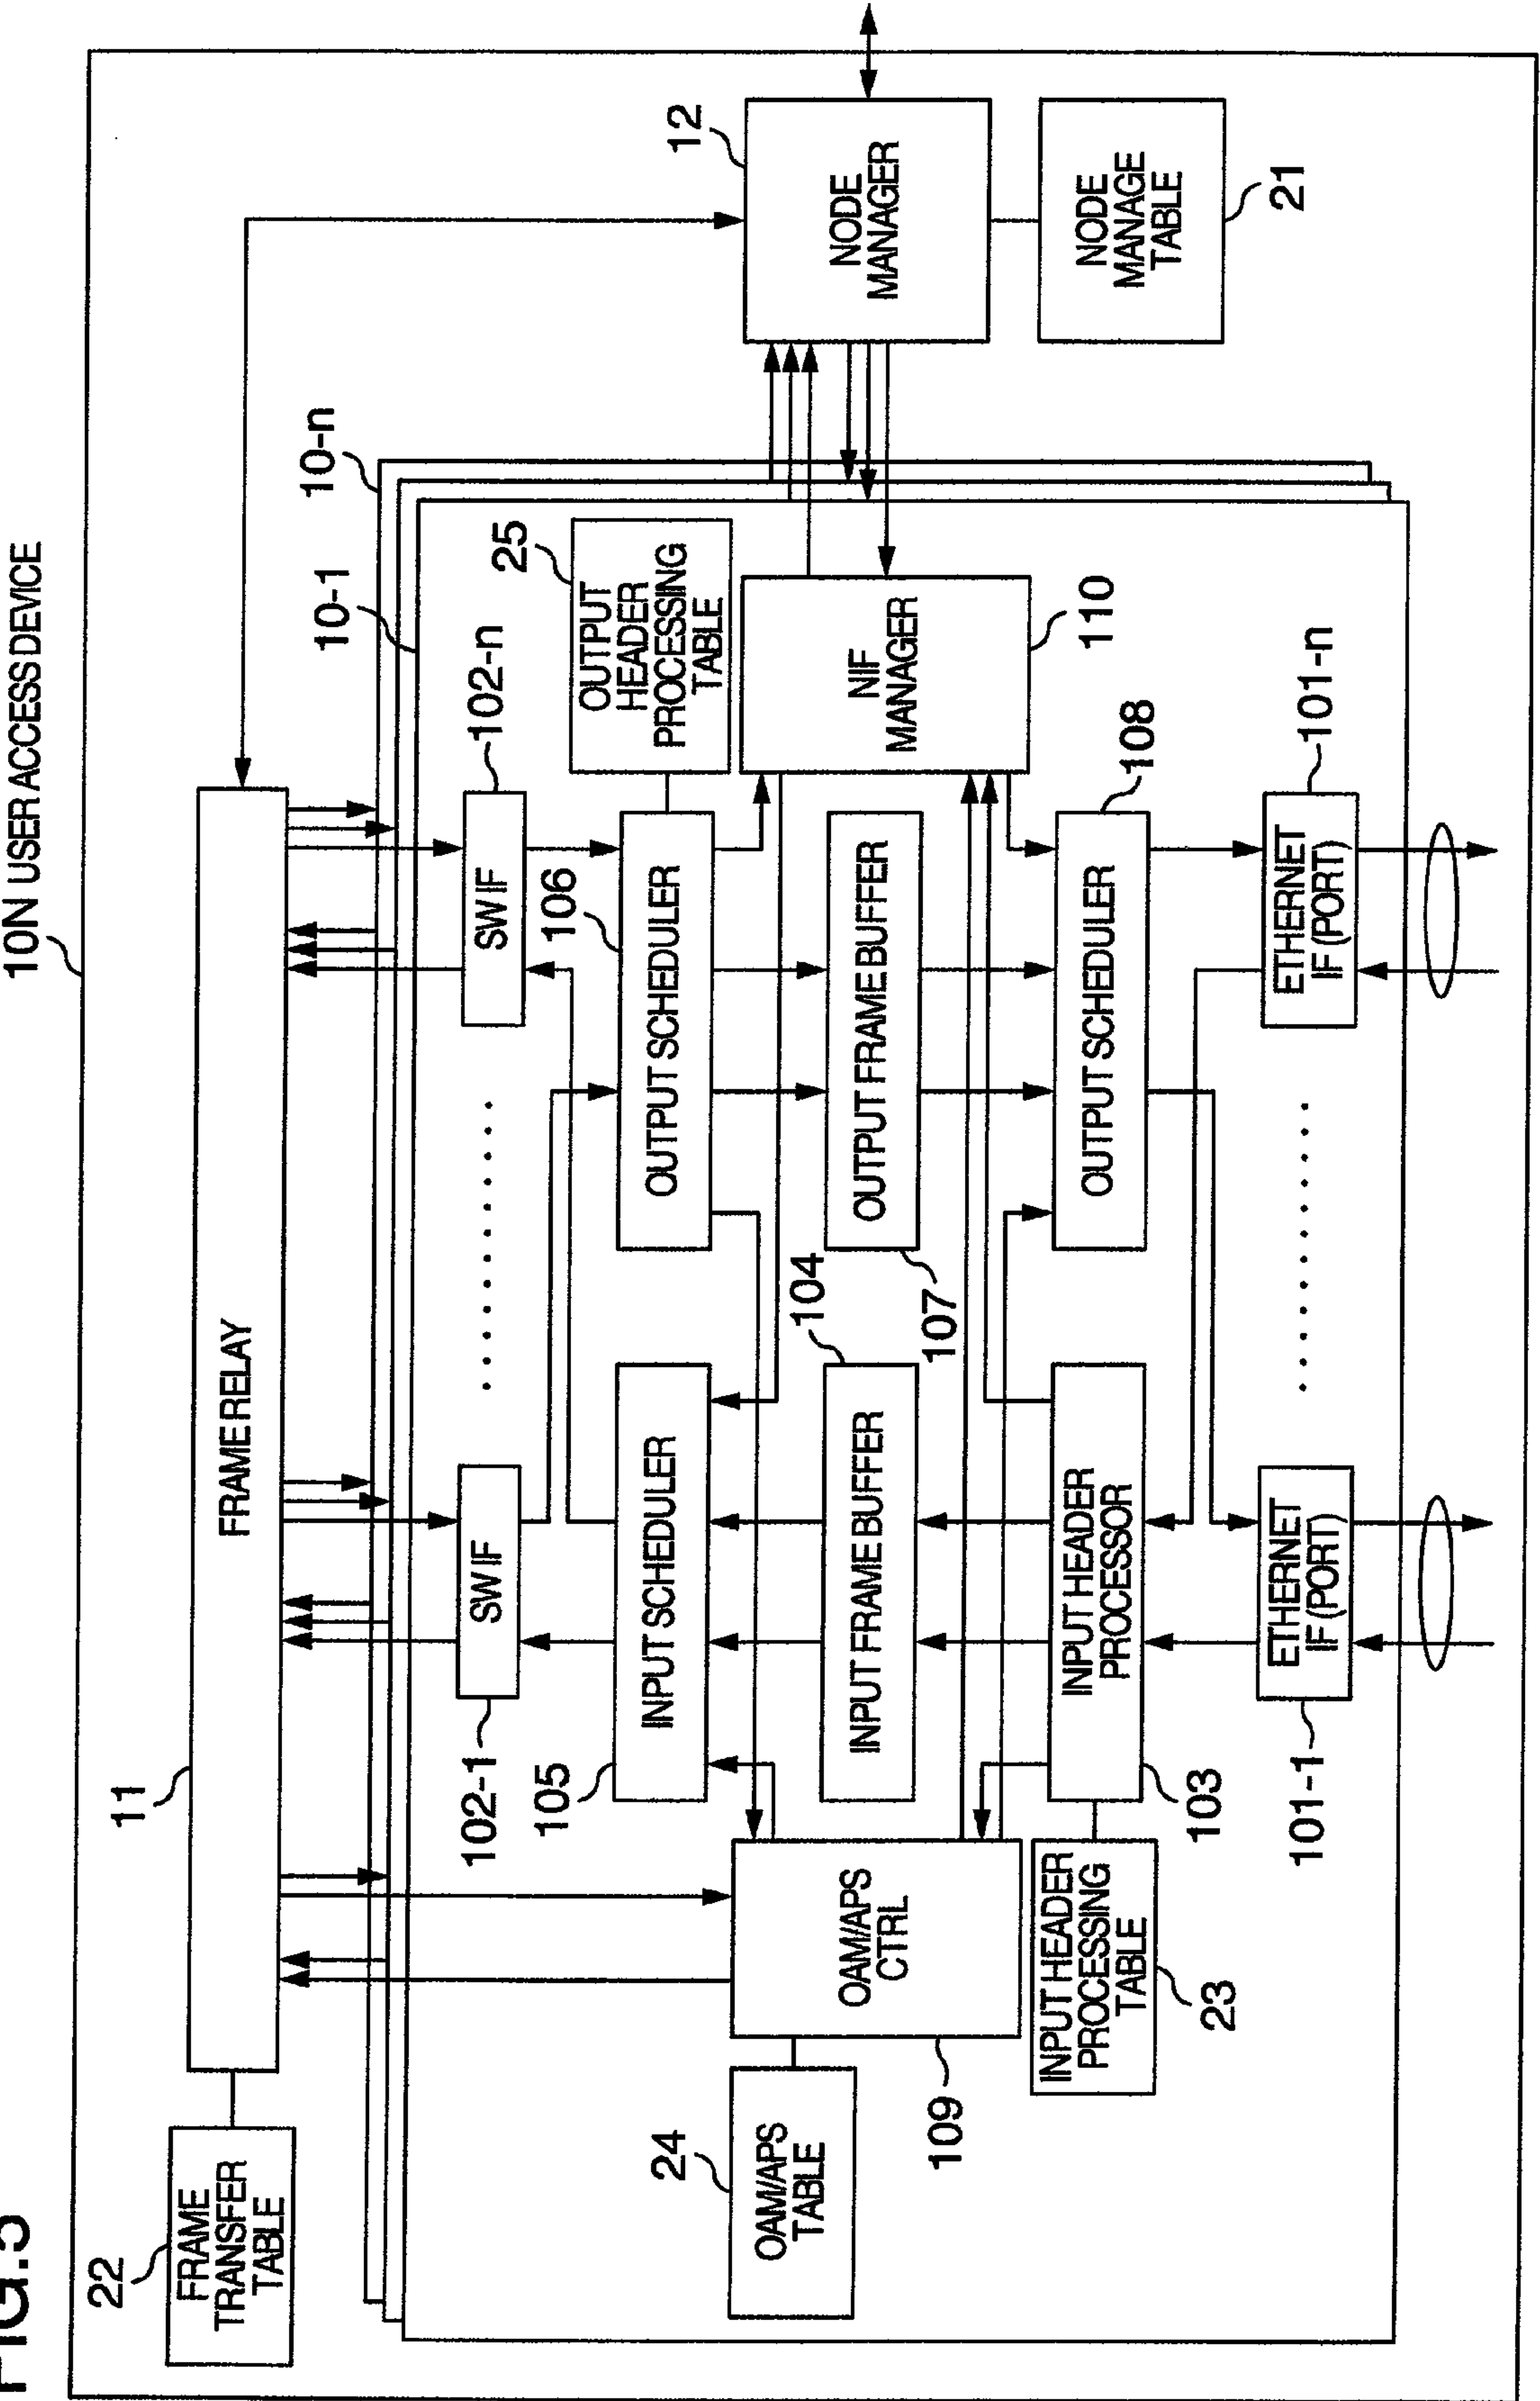 FIG.5
10N USER ACCESS DEVICE
22
FRAME
TRANSFER
TABLE
11
FRAME RELAY
10-1
10-n
102-1
SW IF
SW IF
102-n
105
INPUT SCHEDULER
106
OUTPUT SCHEDULER
25
OUTPUT
HEADER
PROCESSING
TABLE
12
NODE
MANAGER
24
OAM/APS
TABLE
109
OAM/APS
CTRL
INPUT FRAME BUFFER
104
OUTPUT FRAME BUFFER
107
NIF
MANAGER
110
NODE
MANAGE
TABLE
21
INPUT HEADER
PROCESSING
TABLE
23
INPUT HEADER
PROCESSOR
103
OUTPUT SCHEDULER
108
101-1
ETHERNET
IF (PORT)
ETHERNET
IF (PORT)
101-n